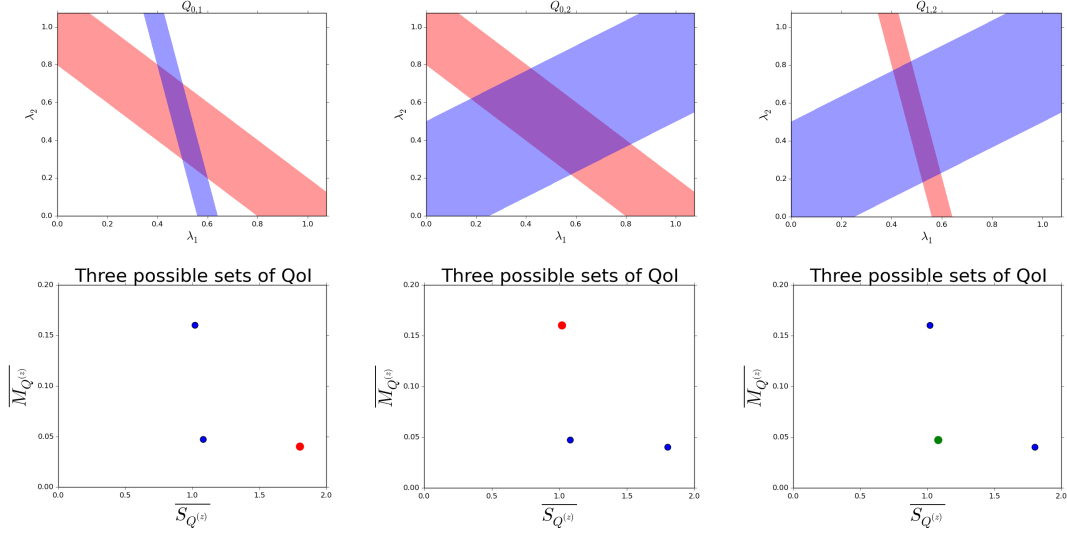 Q0,1 Q0,2 Q1,2
λ2 λ2 λ2
1.0 1.0 1.0
0.8 0.8 0.8
0.6 0.6 0.6
0.4 0.4 0.4
0.2 0.2 0.2
0.0 0.0 0.0
0.0 0.2 0.4 0.6 0.8 1.0 0.0 0.2 0.4 0.6 0.8 1.0 0.0 0.2 0.4 0.6 0.8 1.0
λ1 λ1 λ1
Three possible sets of QoI Three possible sets of QoI Three possible sets of QoI
MQ(z) MQ(z) MQ(z)
0.20 0.20 0.20
0.15 0.15 0.15
0.10 0.10 0.10
0.05 0.05 0.05
0.00 0.00 0.00
0.0 0.5 1.0 1.5 2.0 0.0 0.5 1.0 1.5 2.0 0.0 0.5 1.0 1.5 2.0
SQ(z) SQ(z) SQ(z)